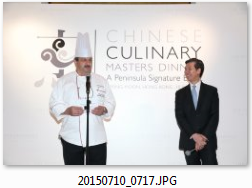 CHINESE
CULINARY
MASTERS DINN
A Peninsula Signature E
20150710_0717.JPG